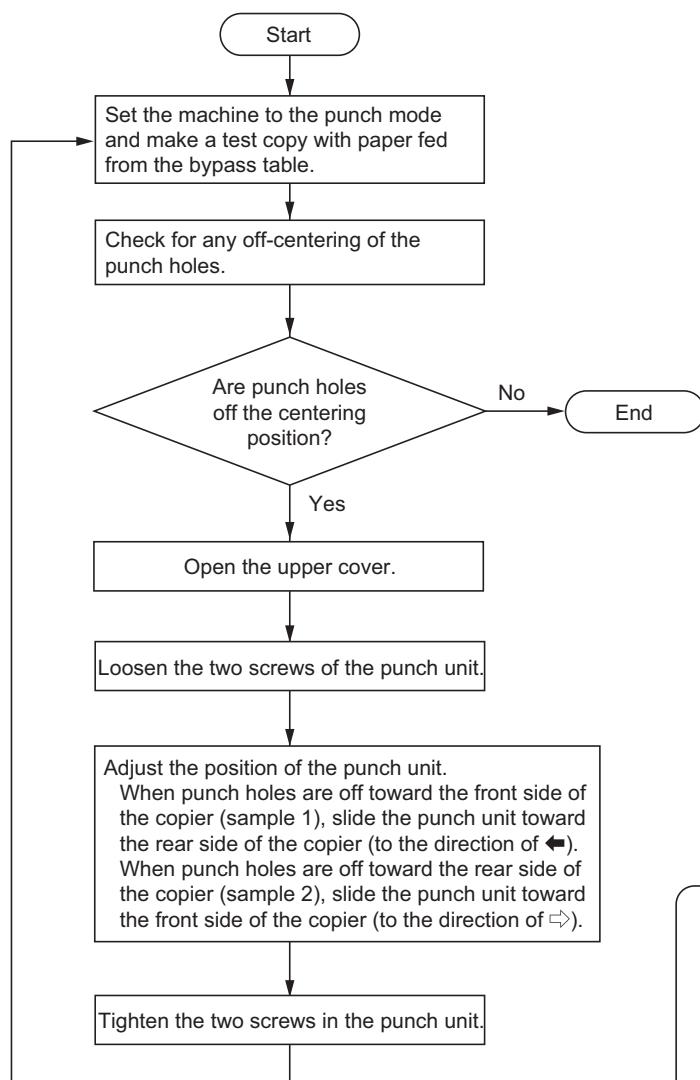 Start
Set the machine to the punch mode
and make a test copy with paper fed
from the bypass table.
Check for any off-centering of the
punch holes.
Are punch holes
off the centering
position?
No
End
Yes
Open the upper cover.
Loosen the two screws of the punch unit.
Adjust the position of the punch unit.
When punch holes are off toward the front side of
the copier (sample 1), slide the punch unit toward
the rear side of the copier (to the direction of ⬅).
When punch holes are off toward the rear side of
the copier (sample 2), slide the punch unit toward
the front side of the copier (to the direction of ⇨).
Tighten the two screws in the punch unit.